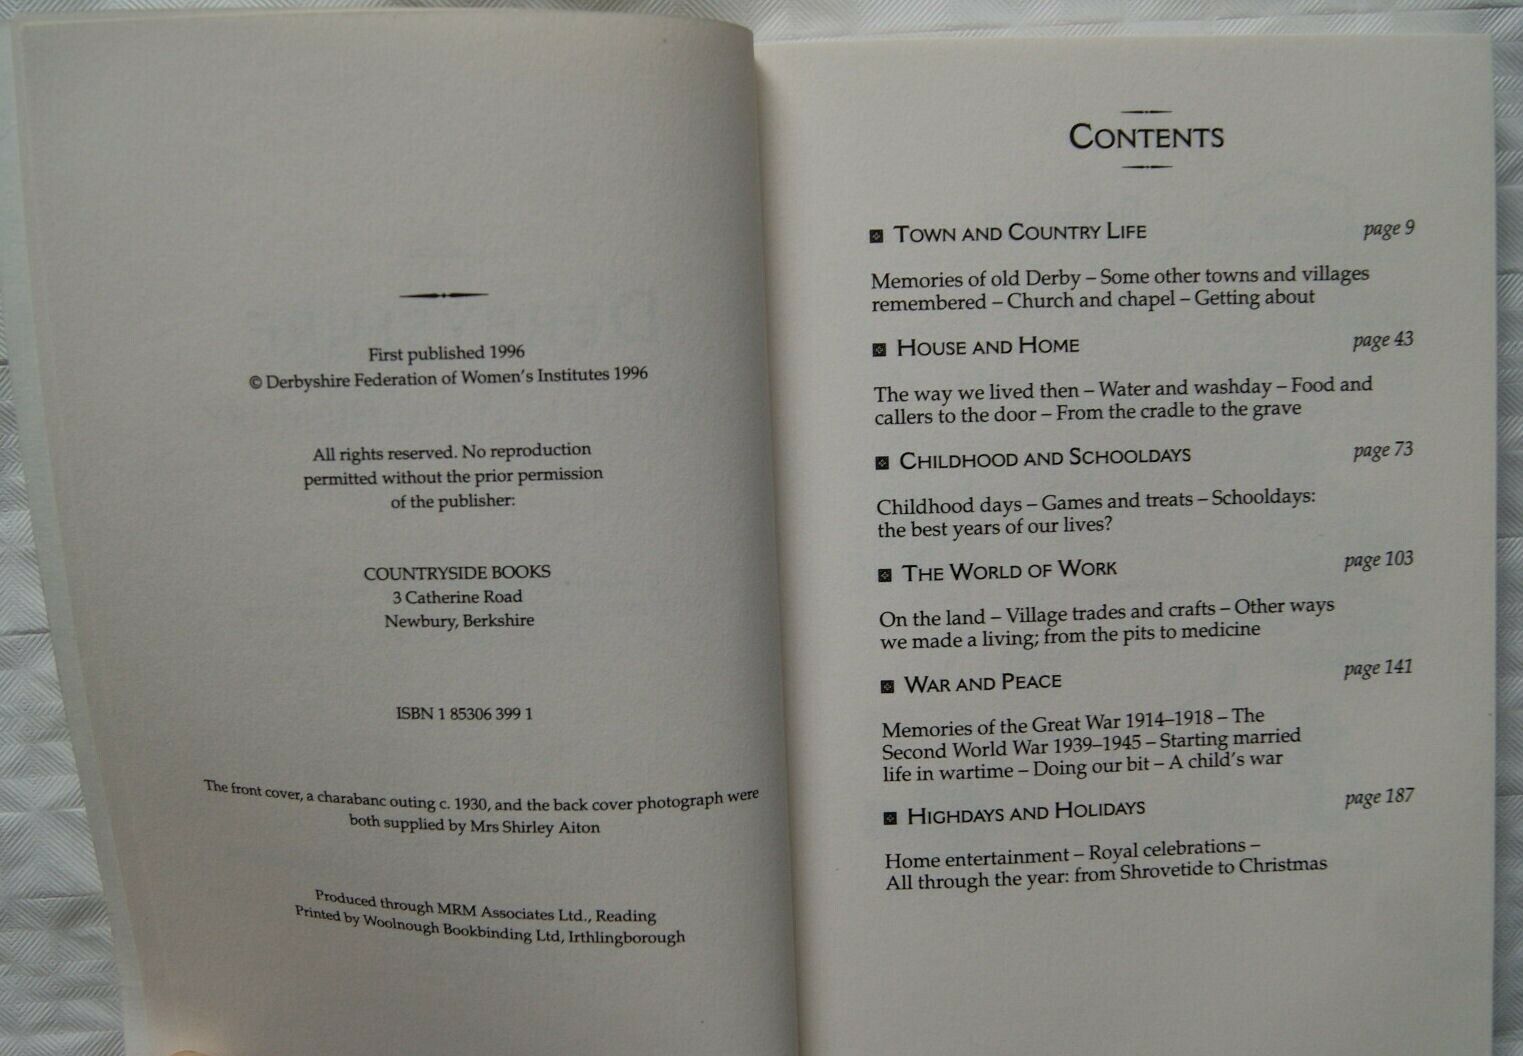 First published 1996
© Derbyshire Federation of Women's Institutes 1996
All rights reserved. No reproduction
permitted without the prior permission
of the publisher:
COUNTRYSIDE BOOKS
3 Catherine Road
Newbury, Berkshire
ISBN 1 85306 399 1
The front cover, a charabanc outing c. 1930, and the back cover photograph were
both supplied by Mrs Shirley Aiton
Produced through MRM Associates Ltd., Reading
Printed by Woolnough Bookbinding Ltd, Irthlingborough
CONTENTS
TOWN AND COUNTRY LIFE page 9
Memories of old Derby – Some other towns and villages
remembered – Church and chapel – Getting about
HOUSE AND HOME page 43
The way we lived then – Water and washday – Food and
callers to the door – From the cradle to the grave
CHILDHOOD AND SCHOOLDAYS page 73
Childhood days – Games and treats – Schooldays:
the best years of our lives?
THE WORLD OF WORK page 103
On the land – Village trades and crafts – Other ways
we made a living; from the pits to medicine
WAR AND PEACE page 141
Memories of the Great War 1914–1918 – The
Second World War 1939–1945 – Starting married
life in wartime – Doing our bit – A child's war
HIGHDAYS AND HOLIDAYS page 187
Home entertainment – Royal celebrations –
All through the year: from Shrovetide to Christmas